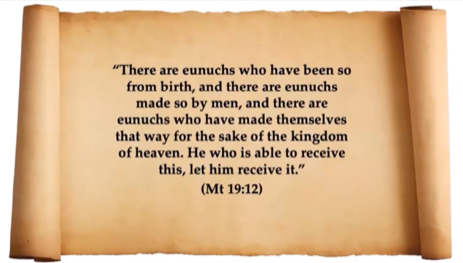 “There are eunuchs who have been so
from birth, and there are eunuchs
made so by men, and there are
eunuchs who have made themselves
that way for the sake of the kingdom
of heaven. He who is able to receive
this, let him receive it.”
(Mt 19:12)